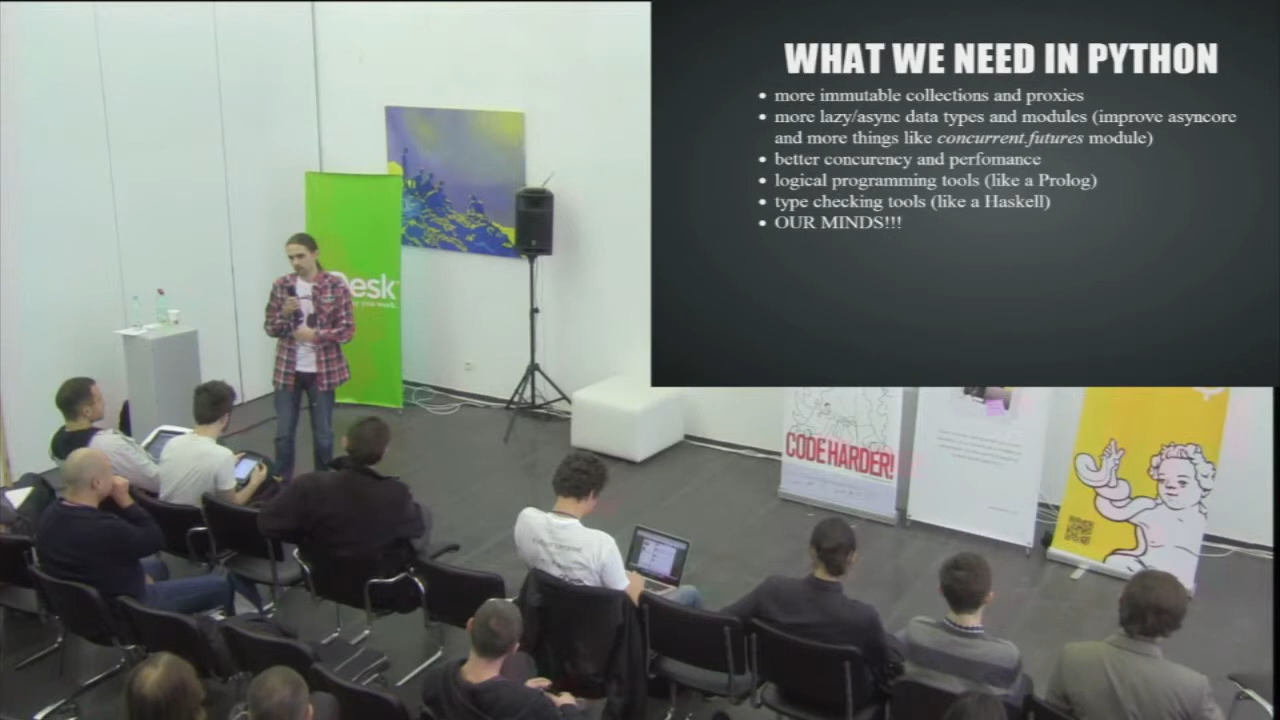 WHAT WE NEED IN PYTHON
• more immutable collections and proxies
• more lazy/async data types and modules (improve asyncore
and more things like concurrent.futures module)
• better concurency and perfomance
• logical programming tools (like a Prolog)
• type checking tools (like a Haskell)
• OUR MINDS!!!
Desk
CODE HARDER!